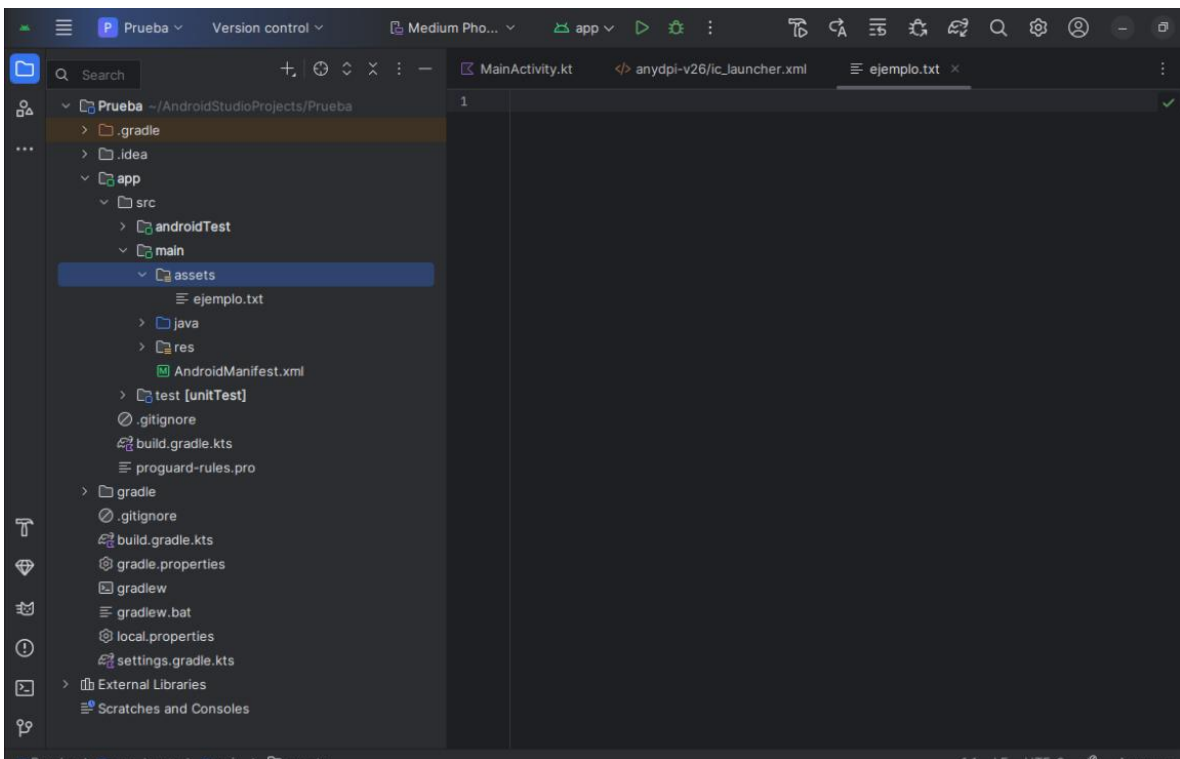 P Prueba Version control Medium Pho... app
Search
MainActivity.kt anydpi-v26/ic_launcher.xml ejemplo.txt
Prueba ~/AndroidStudioProjects/Prueba
1
.gradle
.idea
app
src
androidTest
main
assets
ejemplo.txt
java
res
AndroidManifest.xml
test [unitTest]
.gitignore
build.gradle.kts
proguard-rules.pro
gradle
.gitignore
build.gradle.kts
gradle.properties
gradlew
gradlew.bat
local.properties
settings.gradle.kts
External Libraries
Scratches and Consoles